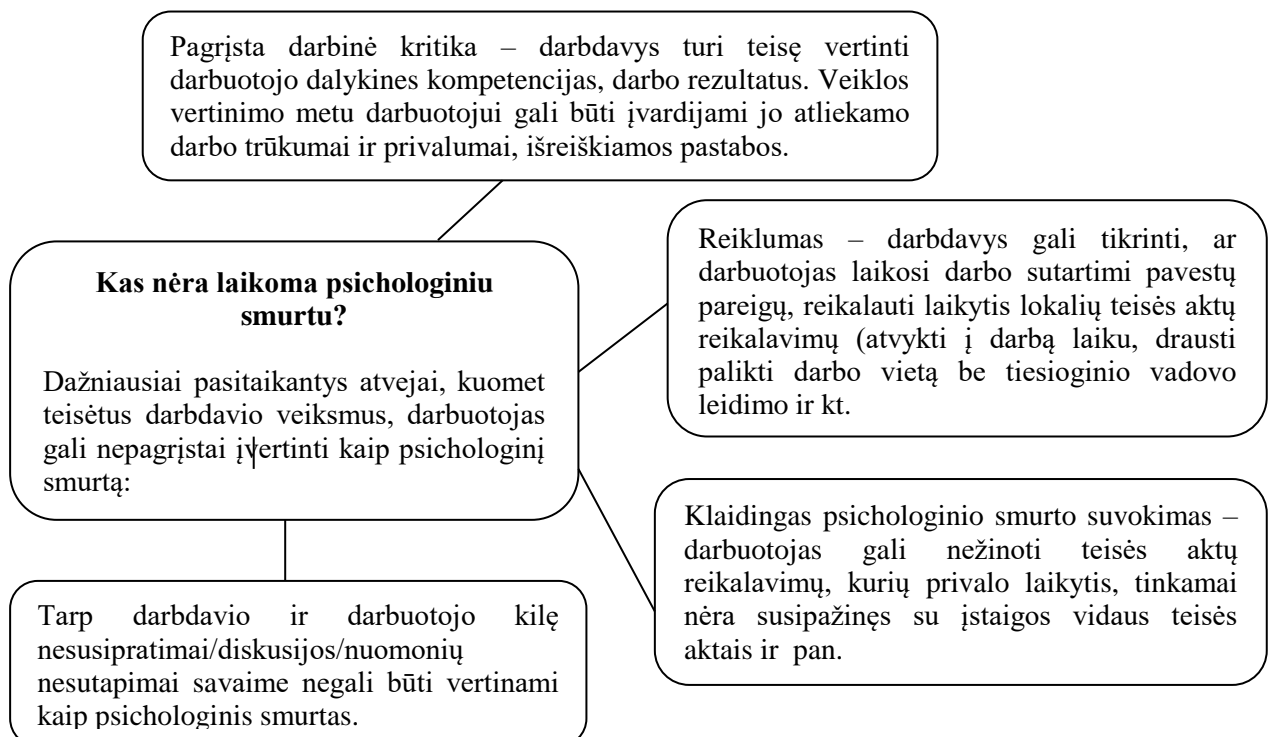 Pagrįsta darbinė kritika – darbdavys turi teisę vertinti
darbuotojo dalykines kompetencijas, darbo rezultatus. Veiklos
vertinimo metu darbuotojui gali būti įvardijami jo atliekamo
darbo trūkumai ir privalumai, išreiškiamos pastabos.
Kas nėra laikoma psichologiniu
smurtu?
Dažniausiai pasitaikantys atvejai, kuomet
teisėtus darbdavio veiksmus, darbuotojas
gali nepagrįstai įvertinti kaip psichologinį
smurtą:
Reiklumas – darbdavys gali tikrinti, ar
darbuotojas laikosi darbo sutartimi pavestų
pareigų, reikalauti laikytis lokalių teisės aktų
reikalavimų (atvykti į darbą laiku, drausti
palikti darbo vietą be tiesioginio vadovo
leidimo ir kt.
Klaidingas psichologinio smurto suvokimas –
darbuotojas gali nežinoti teisės aktų
reikalavimų, kurių privalo laikytis, tinkamai
nėra susipažinęs su įstaigos vidaus teisės
aktais ir pan.
Tarp darbdavio ir darbuotojo kilę
nesusipratimai/diskusijos/nuomonių
nesutapimai savaime negali būti vertinami
kaip psichologinis smurtas.